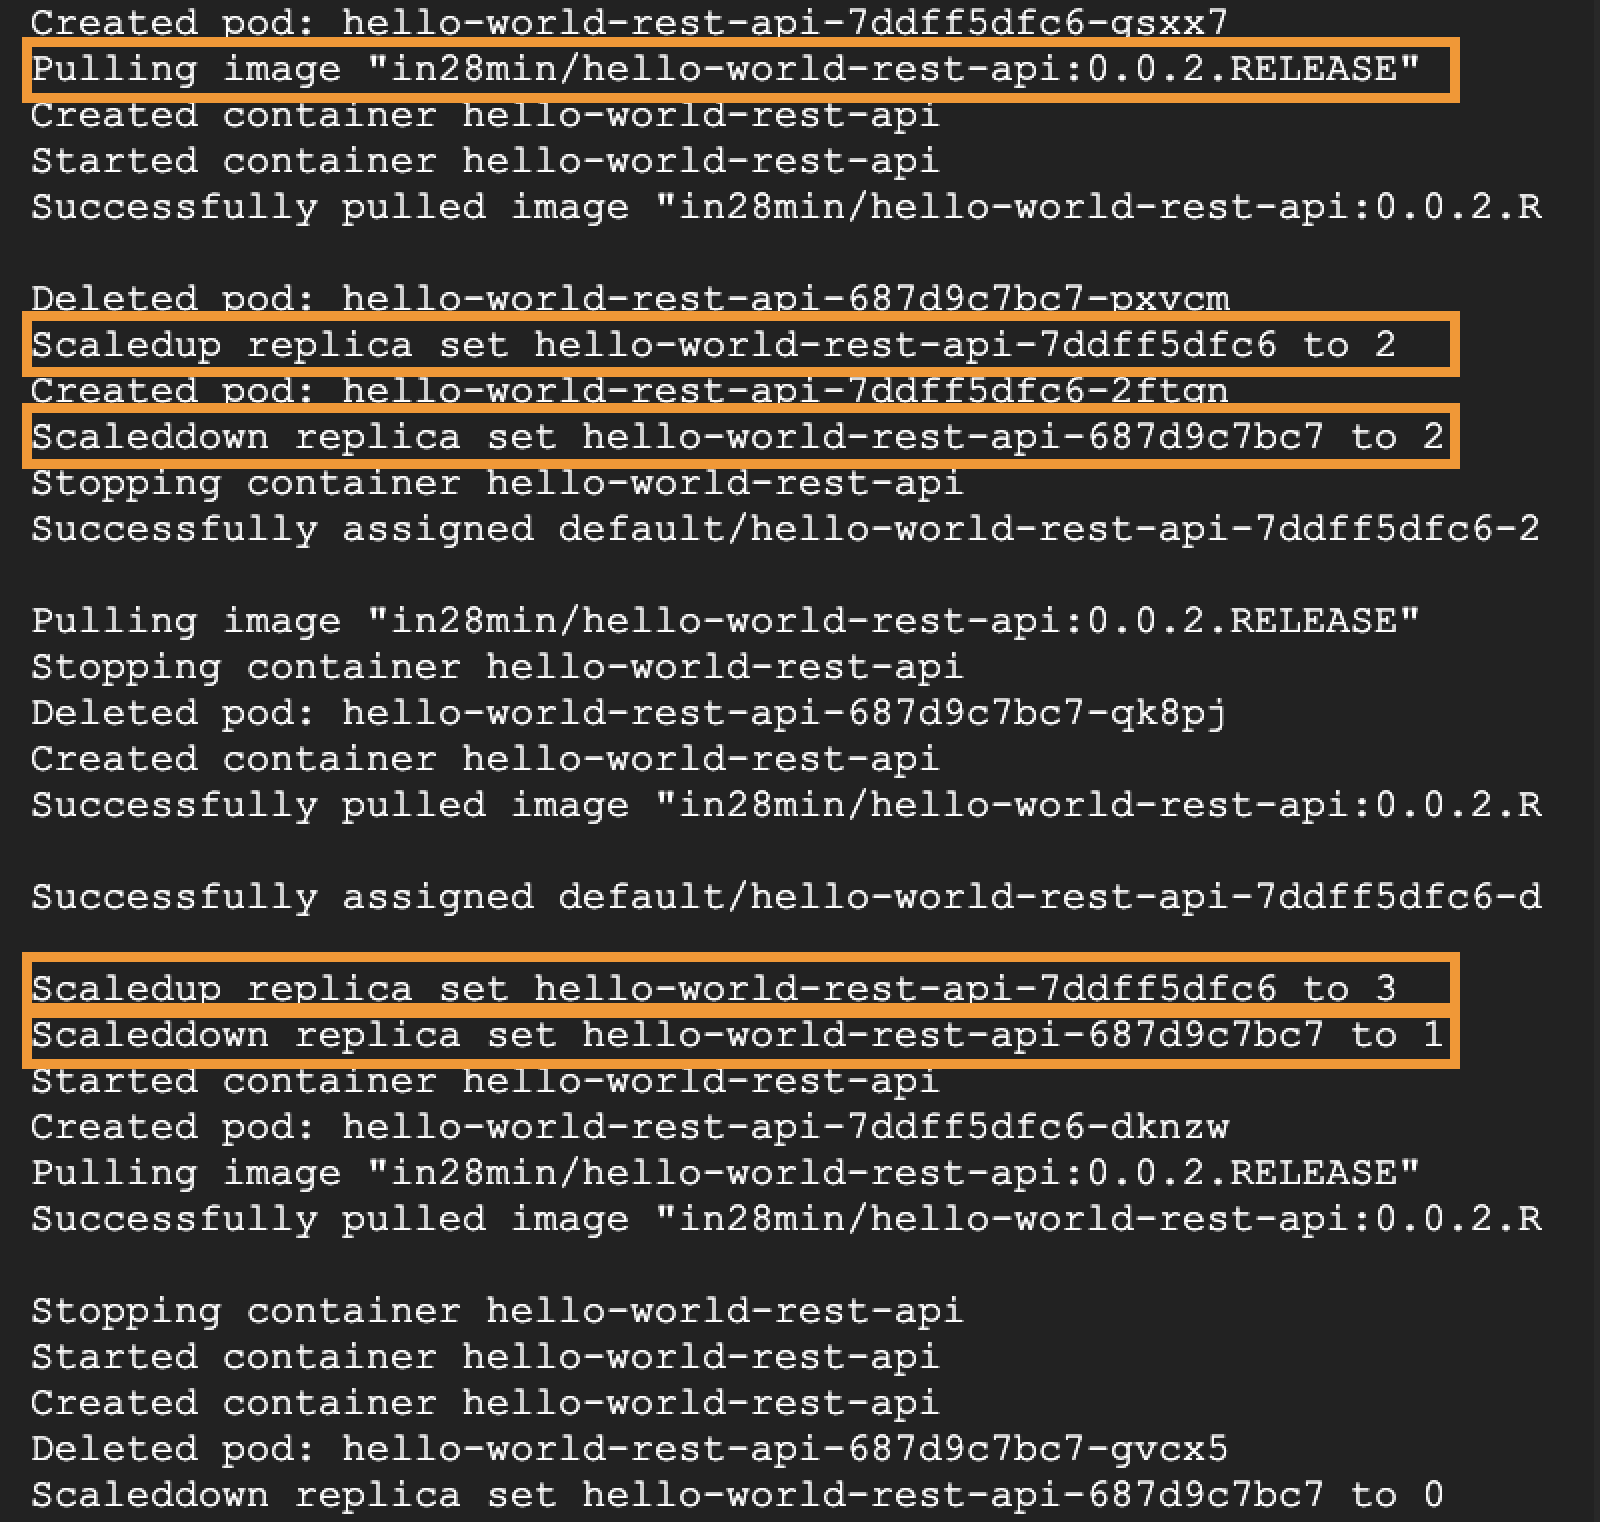 Created pod: hello-world-rest-api-7ddff5dfc6-qsxx7
Pulling image "in28min/hello-world-rest-api:0.0.2.RELEASE"
Created container hello-world-rest-api
Started container hello-world-rest-api
Successfully pulled image "in28min/hello-world-rest-api:0.0.2.R
Deleted pod: hello-world-rest-api-687d9c7bc7-pxvcm
Scaledup replica set hello-world-rest-api-7ddff5dfc6 to 2
Created pod: hello-world-rest-api-7ddff5dfc6-2ftqn
Scaleddown replica set hello-world-rest-api-687d9c7bc7 to 2
Stopping container hello-world-rest-api
Successfully assigned default/hello-world-rest-api-7ddff5dfc6-2
Pulling image "in28min/hello-world-rest-api:0.0.2.RELEASE"
Stopping container hello-world-rest-api
Deleted pod: hello-world-rest-api-687d9c7bc7-qk8pj
Created container hello-world-rest-api
Successfully pulled image "in28min/hello-world-rest-api:0.0.2.R
Successfully assigned default/hello-world-rest-api-7ddff5dfc6-d
Scaledup replica set hello-world-rest-api-7ddff5dfc6 to 3
Scaleddown replica set hello-world-rest-api-687d9c7bc7 to 1
Started container hello-world-rest-api
Created pod: hello-world-rest-api-7ddff5dfc6-dknzw
Pulling image "in28min/hello-world-rest-api:0.0.2.RELEASE"
Successfully pulled image "in28min/hello-world-rest-api:0.0.2.R
Stopping container hello-world-rest-api
Started container hello-world-rest-api
Created container hello-world-rest-api
Deleted pod: hello-world-rest-api-687d9c7bc7-gvcx5
Scaleddown replica set hello-world-rest-api-687d9c7bc7 to 0